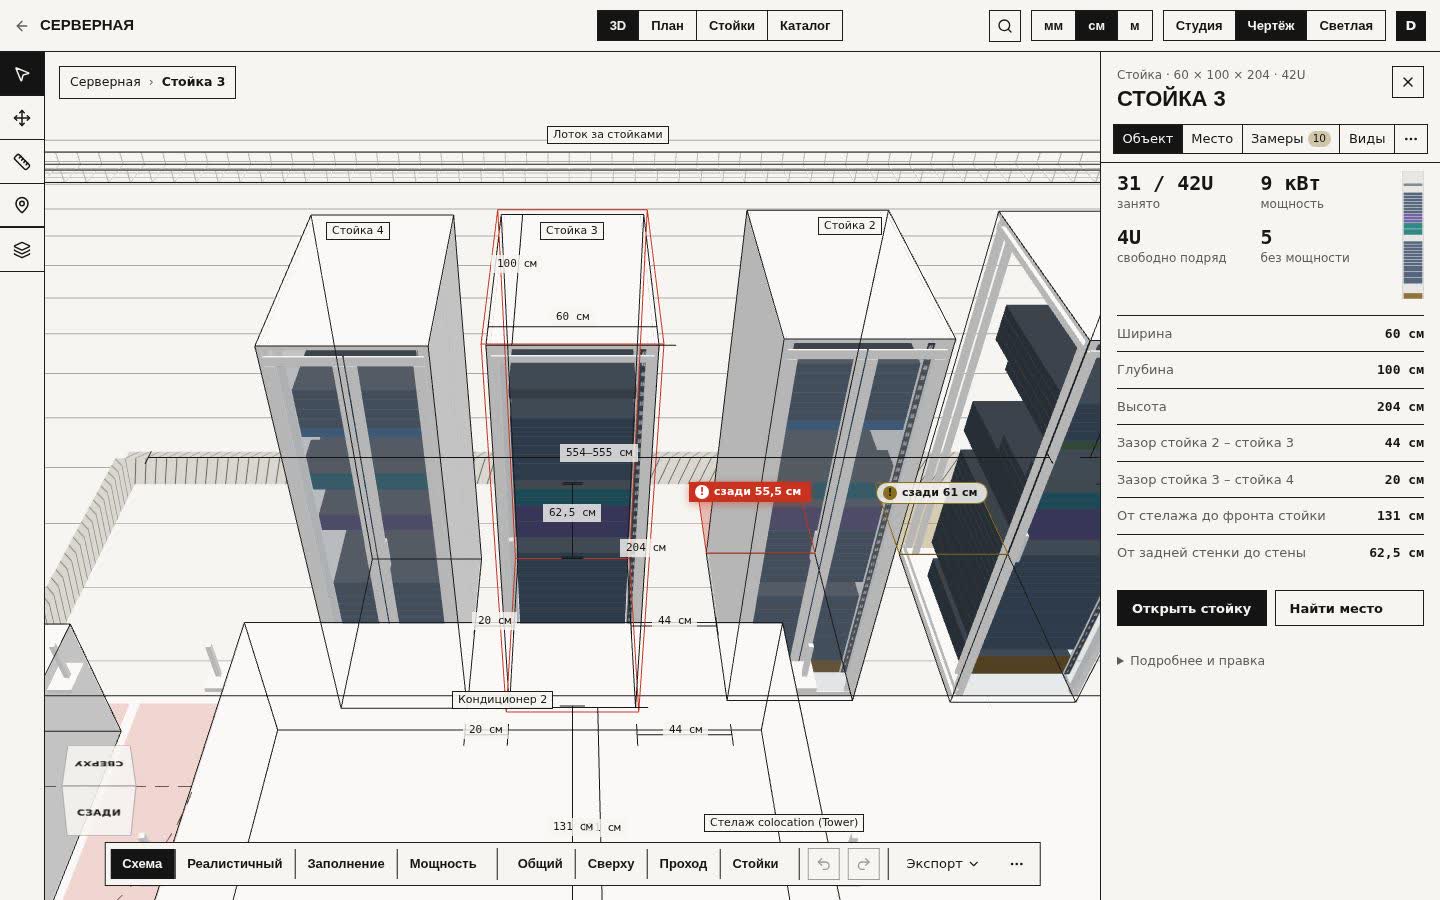 СЕРВЕРНАЯ
3D План Стойки Каталог
мм см м
Студия Чертёж Светлая
D
Серверная › Стойка 3
Лоток за стойками
Стойка 4
Стойка 3
Стойка 2
100 см
60 см
554–555 см
! сзади 55,5 см
! сзади 61 см
62,5 см
204 см
20 см
44 см
Кондиционер 2
20 см
44 см
131 см
см
Стелаж colocation (Tower)
СВЕРХУ
СЗАДИ
Схема Реалистичный Заполнение Мощность Общий Сверху Проход Стойки Экспорт
Стойка · 60 × 100 × 204 · 42U
СТОЙКА 3
Объект Место Замеры 10 Виды
31 / 42U
занято
9 кВт
мощность
4U
свободно подряд
5
без мощности
Ширина 60 см
Глубина 100 см
Высота 204 см
Зазор стойка 2 – стойка 3 44 см
Зазор стойка 3 – стойка 4 20 см
От стелажа до фронта стойки 131 см
От задней стенки до стены 62,5 см
Открыть стойку Найти место
Подробнее и правка